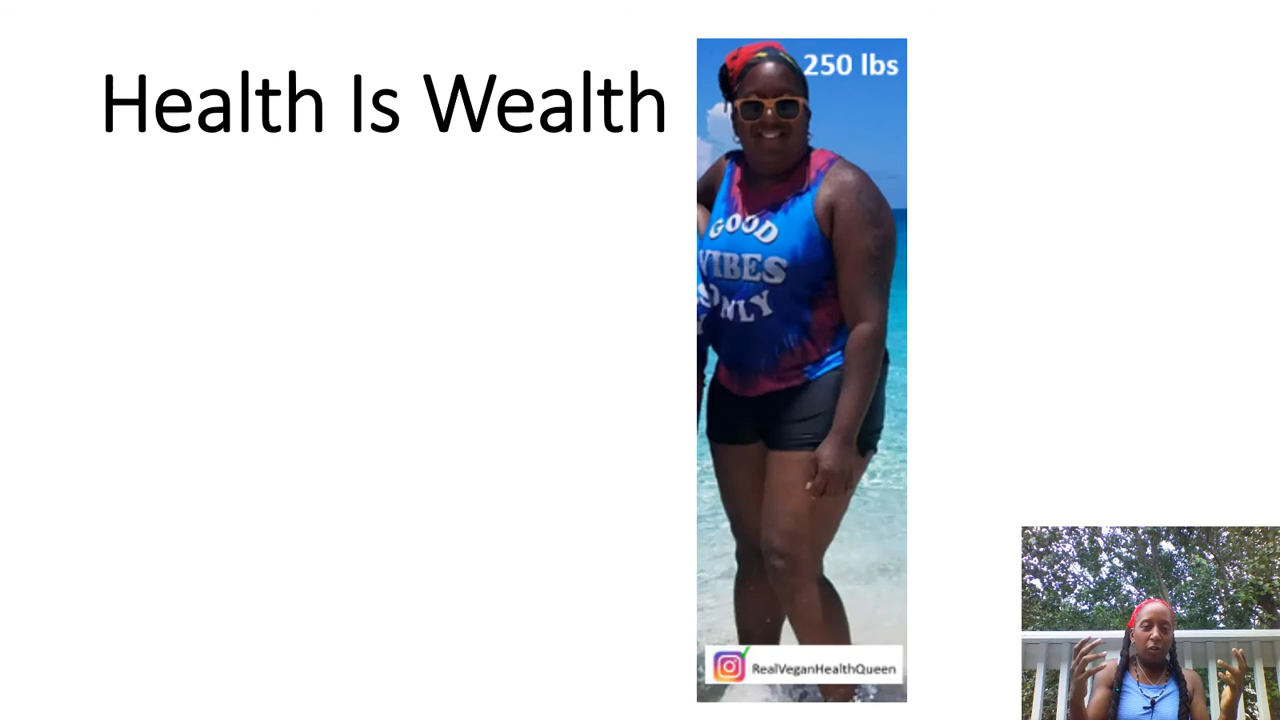 Health Is Wealth
250 lbs
GOOD
VIBES
ONLY
RealVeganHealthQueen